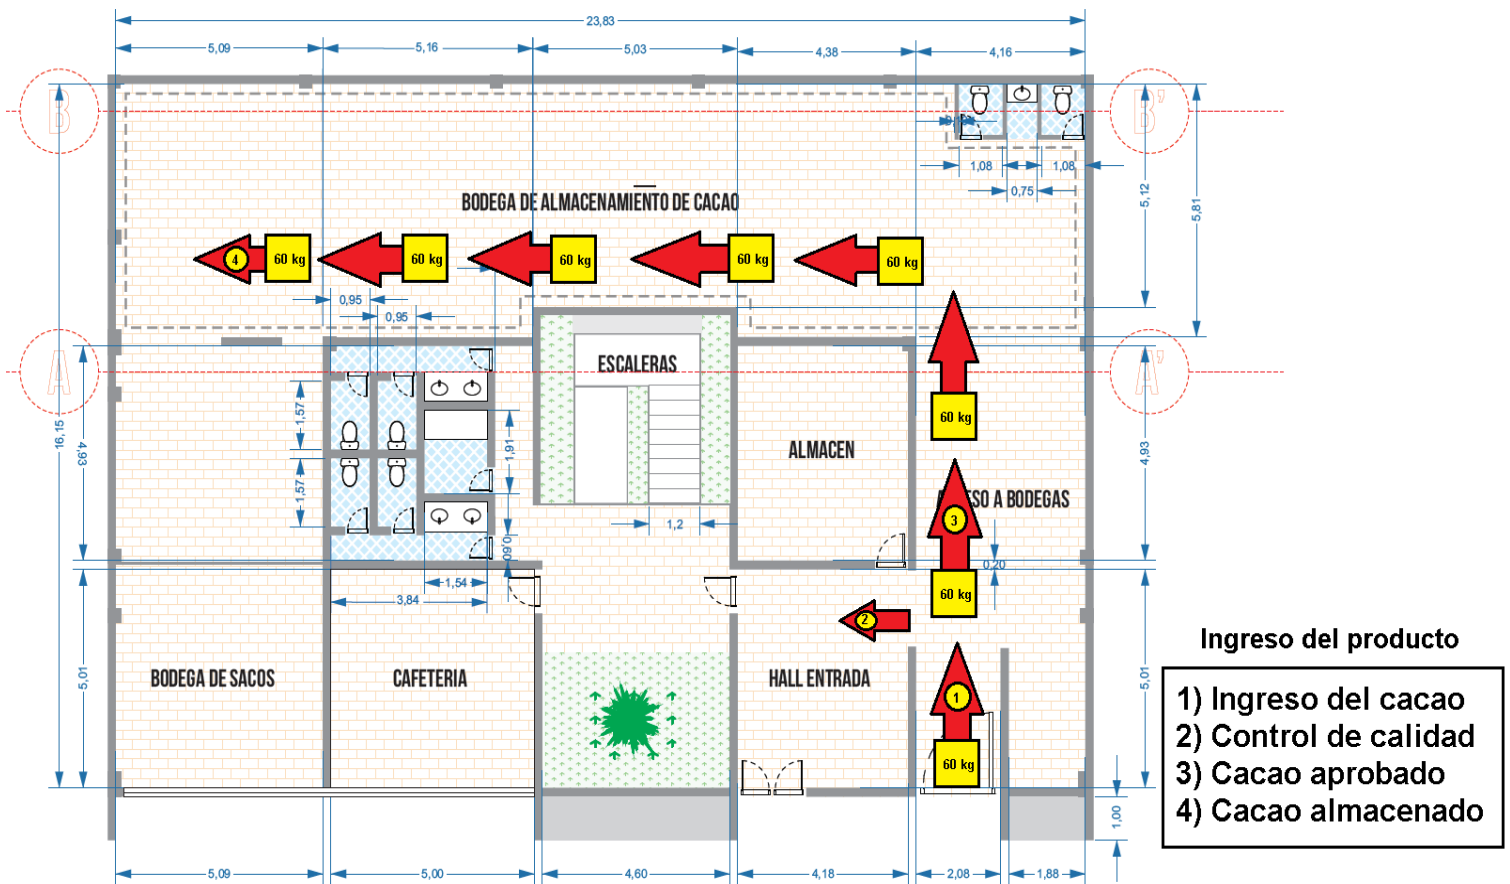 23,83
5,09
5,16
5,03
4,38
4,16
B
B'
1,08
1,08
0,75
5,12
5,81
BODEGA DE ALMACENAMIENTO DE CACAO
4
60 kg
60 kg
60 kg
60 kg
60 kg
0,95
0,95
A
A'
ESCALERAS
1,57
16,15
4,93
60 kg
ALMACEN
1,91
4,93
1,57
3
A BODEGAS
1,2
0,60
0,20
1,54
3,84
60 kg
2
Ingreso del producto
5,01
BODEGA DE SACOS
CAFETERIA
HALL ENTRADA
1
5,01
1) Ingreso del cacao
2) Control de calidad
3) Cacao aprobado
4) Cacao almacenado
60 kg
1,00
5,09
5,00
4,60
4,18
2,08
1,88